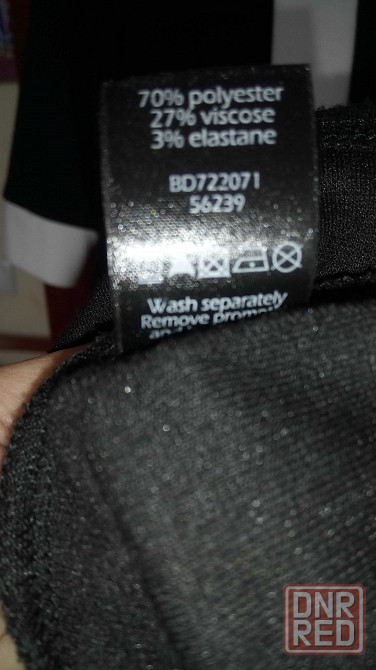 70% polyester
27% viscose
3% elastane
BD722071
56239
Wash separately
Remove promptly
DNR
RED